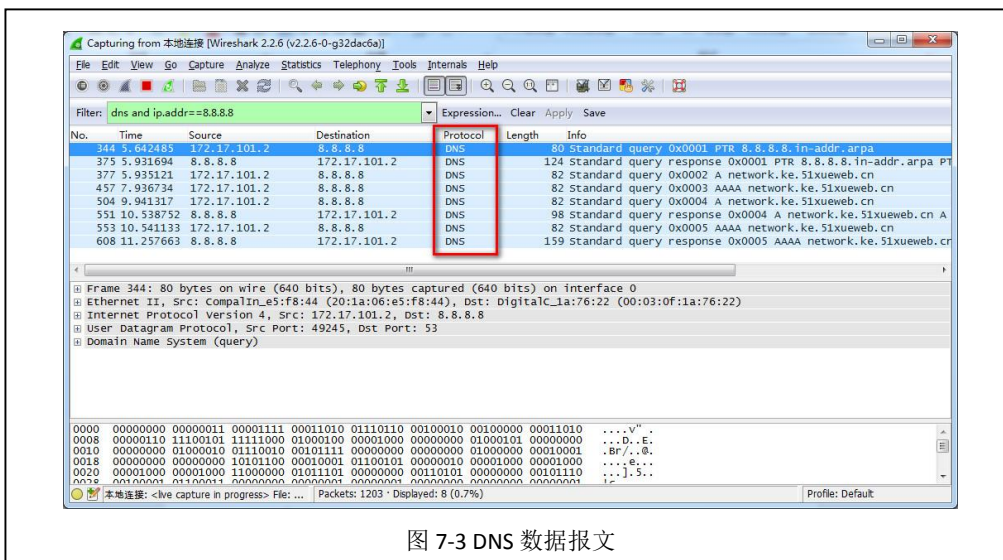 Capturing from 本地连接 [Wireshark 2.2.6 (v2.2.6-0-g32dac6a)]
File Edit View Go Capture Analyze Statistics Telephony Tools Internals Help
Filter: dns and ip.addr==8.8.8.8 Expression... Clear Apply Save
No. Time Source Destination Protocol Length Info
344 5.642485 172.17.101.2 8.8.8.8 DNS 80 Standard query 0x0001 PTR 8.8.8.8.in-addr.arpa
375 5.931694 8.8.8.8 172.17.101.2 DNS 124 Standard query response 0x0001 PTR 8.8.8.8.in-addr.arpa PT
377 5.935121 172.17.101.2 8.8.8.8 DNS 82 Standard query 0x0002 A network.ke.51xueweb.cn
457 7.936734 172.17.101.2 8.8.8.8 DNS 82 Standard query 0x0003 AAAA network.ke.51xueweb.cn
504 9.941317 172.17.101.2 8.8.8.8 DNS 82 Standard query 0x0004 A network.ke.51xueweb.cn
551 10.538752 8.8.8.8 172.17.101.2 DNS 98 Standard query response 0x0004 A network.ke.51xueweb.cn A
553 10.541133 172.17.101.2 8.8.8.8 DNS 82 Standard query 0x0005 AAAA network.ke.51xueweb.cn
608 11.257663 8.8.8.8 172.17.101.2 DNS 159 Standard query response 0x0005 AAAA network.ke.51xueweb.cr
Frame 344: 80 bytes on wire (640 bits), 80 bytes captured (640 bits) on interface 0
Ethernet II, Src: CompalIn_e5:f8:44 (20:1a:06:e5:f8:44), Dst: DigitalC_1a:76:22 (00:03:0f:1a:76:22)
Internet Protocol Version 4, Src: 172.17.101.2, Dst: 8.8.8.8
User Datagram Protocol, Src Port: 49245, Dst Port: 53
Domain Name System (query)
0000 00000000 00000011 00001111 00011010 01110110 00100010 00100000 00011010 ....v" .
0008 00000110 11100101 11111000 01000100 00001000 00000000 01000101 00000000 ...D..E.
0010 00000000 01000010 01110010 00101111 00000000 00000000 01000000 00010001 .Br/..@.
0018 00000000 00000000 10101100 00010001 01100101 00000010 00001000 00001000 ....e...
0020 00001000 00001000 11000000 01011101 00000000 00110101 00000000 00101110 ...].5..
本地连接: <live capture in progress> File: ... Packets: 1203 · Displayed: 8 (0.7%) Profile: Default
图 7-3 DNS 数据报文